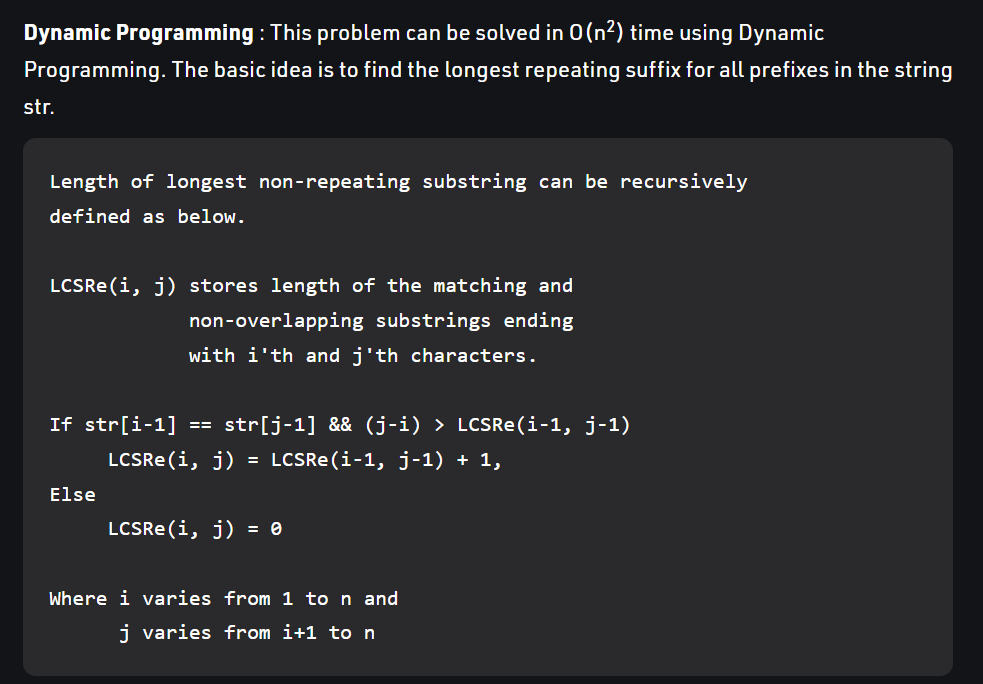 Dynamic Programming : This problem can be solved in O(n²) time using Dynamic
Programming. The basic idea is to find the longest repeating suffix for all prefixes in the string
str.
Length of longest non-repeating substring can be recursively
defined as below.
LCSRe(i, j) stores length of the matching and
non-overlapping substrings ending
with i'th and j'th characters.
If str[i-1] == str[j-1] && (j-i) > LCSRe(i-1, j-1)
LCSRe(i, j) = LCSRe(i-1, j-1) + 1,
Else
LCSRe(i, j) = 0
Where i varies from 1 to n and
j varies from i+1 to n